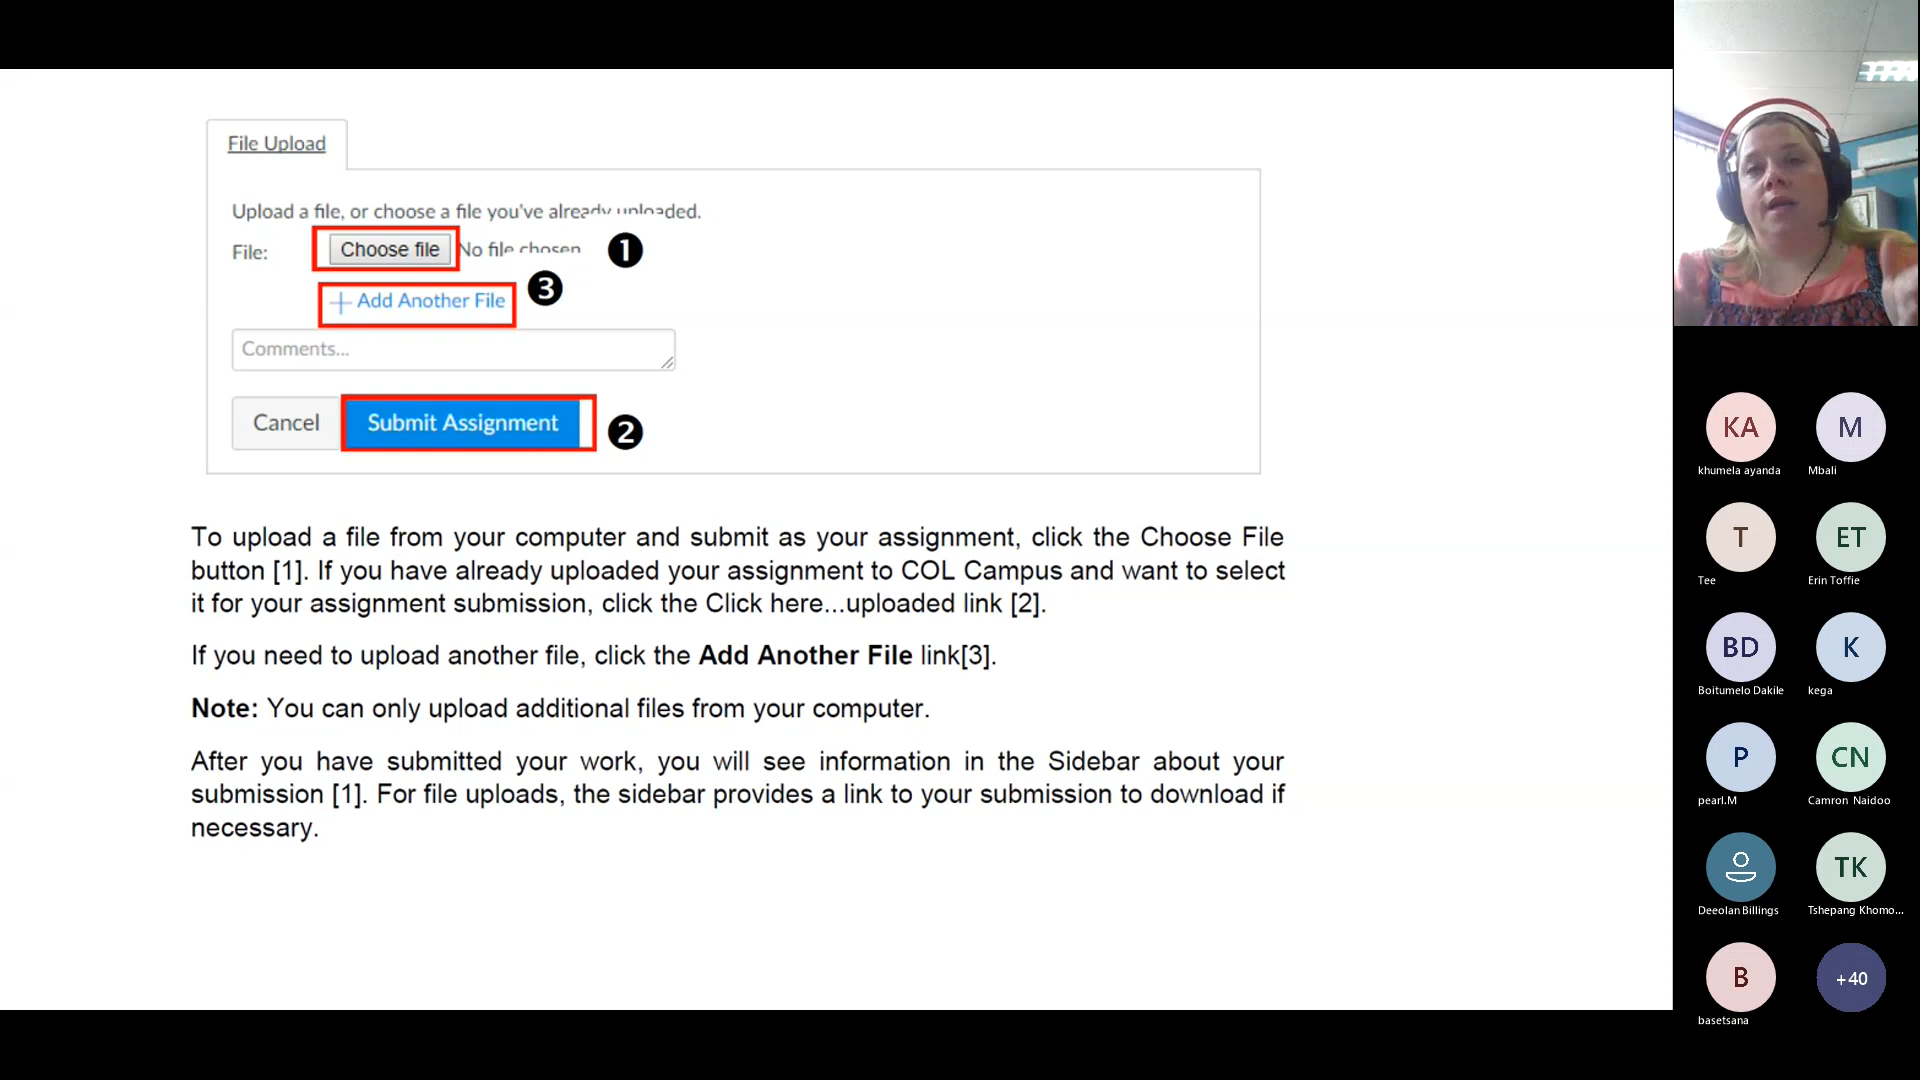 File Upload
Upload a file, or choose a file you've already uploaded.
File: Choose file No file chosen ❶
+ Add Another File ❸
Comments...
Cancel Submit Assignment ❷
To upload a file from your computer and submit as your assignment, click the Choose File
button [1]. If you have already uploaded your assignment to COL Campus and want to select
it for your assignment submission, click the Click here...uploaded link [2].
If you need to upload another file, click the Add Another File link[3].
Note: You can only upload additional files from your computer.
After you have submitted your work, you will see information in the Sidebar about your
submission [1]. For file uploads, the sidebar provides a link to your submission to download if
necessary.
KA M
khumela ayanda Mbali
T ET
Tee Erin Toffie
BD K
Boitumelo Dakile kega
P CN
pearl.M Camron Naidoo
TK
Deeolan Billings Tshepang Khomo...
B +40
basetsana